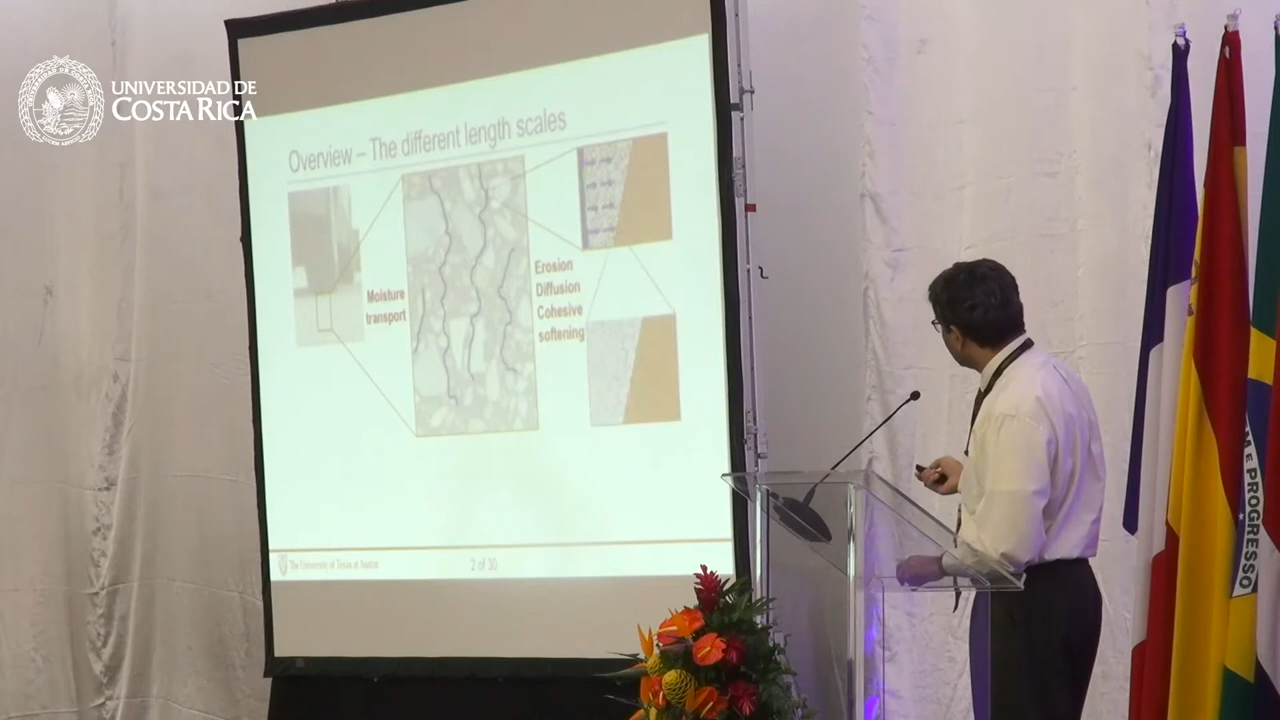 UNIVERSIDAD DE
COSTA RICA
Overview – The different length scales
Moisture
transport
Erosion
Diffusion
Cohesive
softening
The University of Texas at Austin
2 of 30
M E PROGRESSO